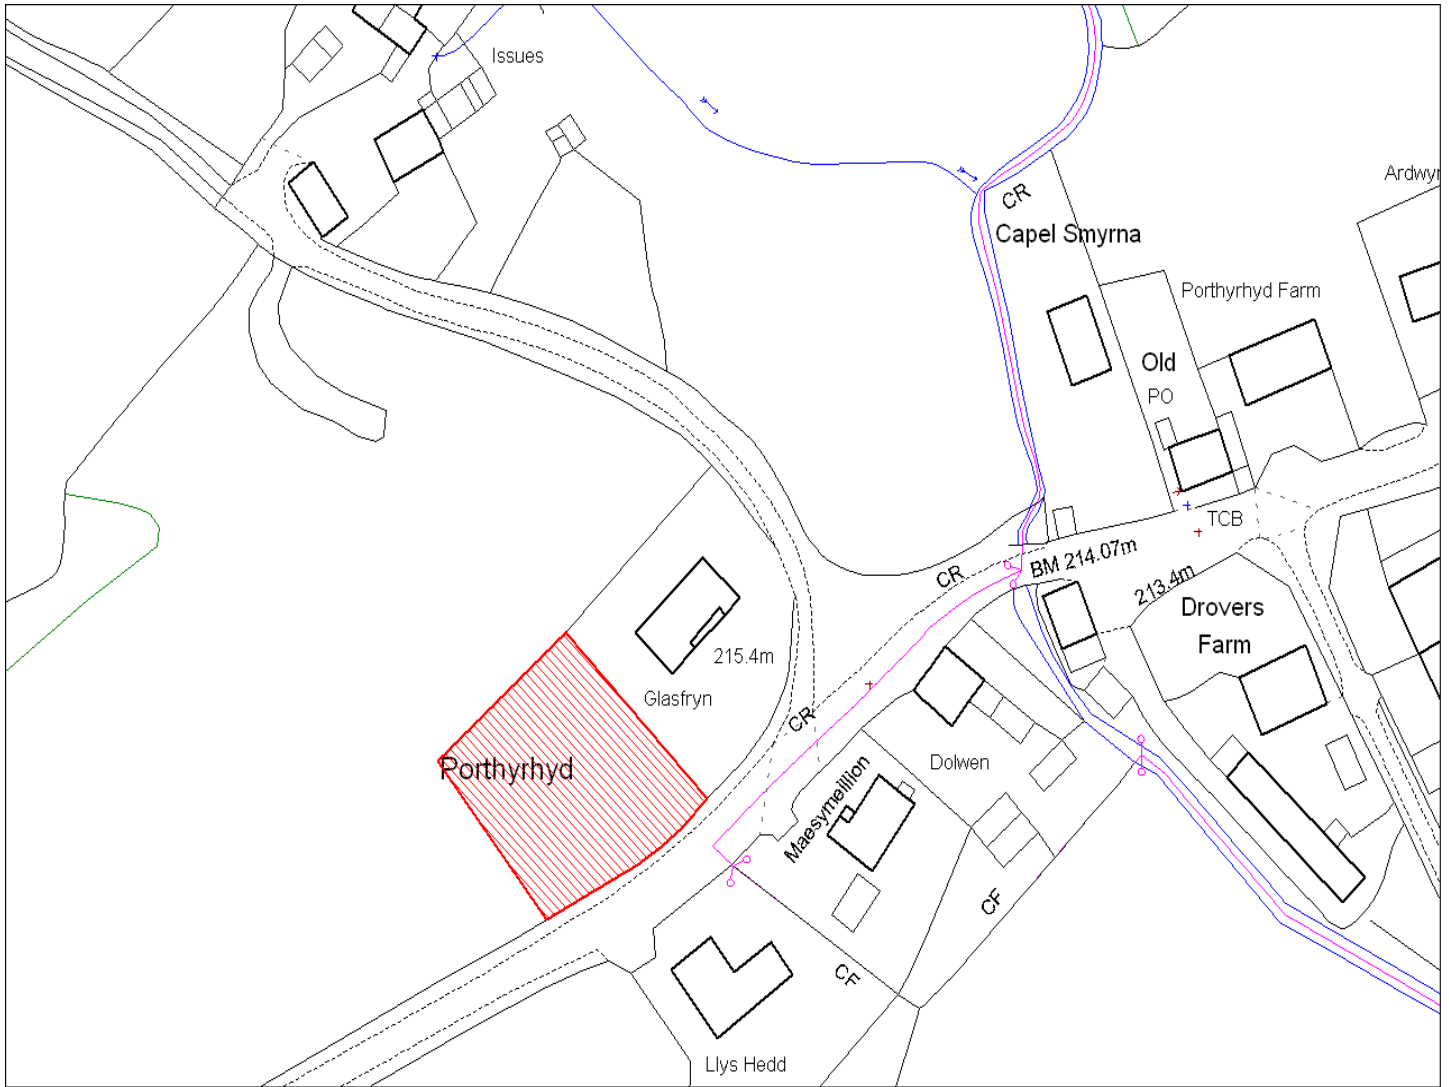 Issues
Ardwyn
CR
Capel Smyrna
Porthyrhyd Farm
Old
PO
TCB
BM 214.07m
CR
213.4m
Drovers
Farm
215.4m
Glasfryn
CR
Dolwen
Porthyrhyd
Maesymeillion
CF
CF
Llys Hedd